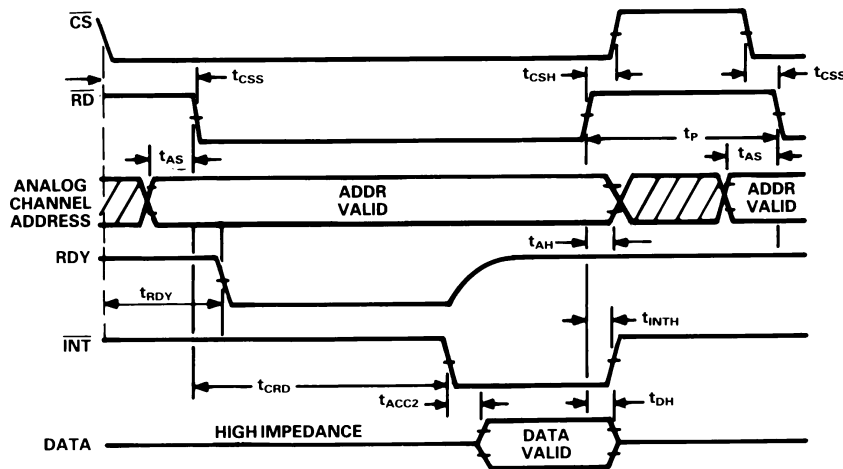 CS
tCSS
tCSH
tCSS
RD
tP
tAS
tAS
ANALOG
CHANNEL
ADDRESS
ADDR
VALID
ADDR
VALID
tAH
RDY
tRDY
tINTH
INT
tCRD
tACC2
tDH
HIGH IMPEDANCE
DATA
VALID
DATA